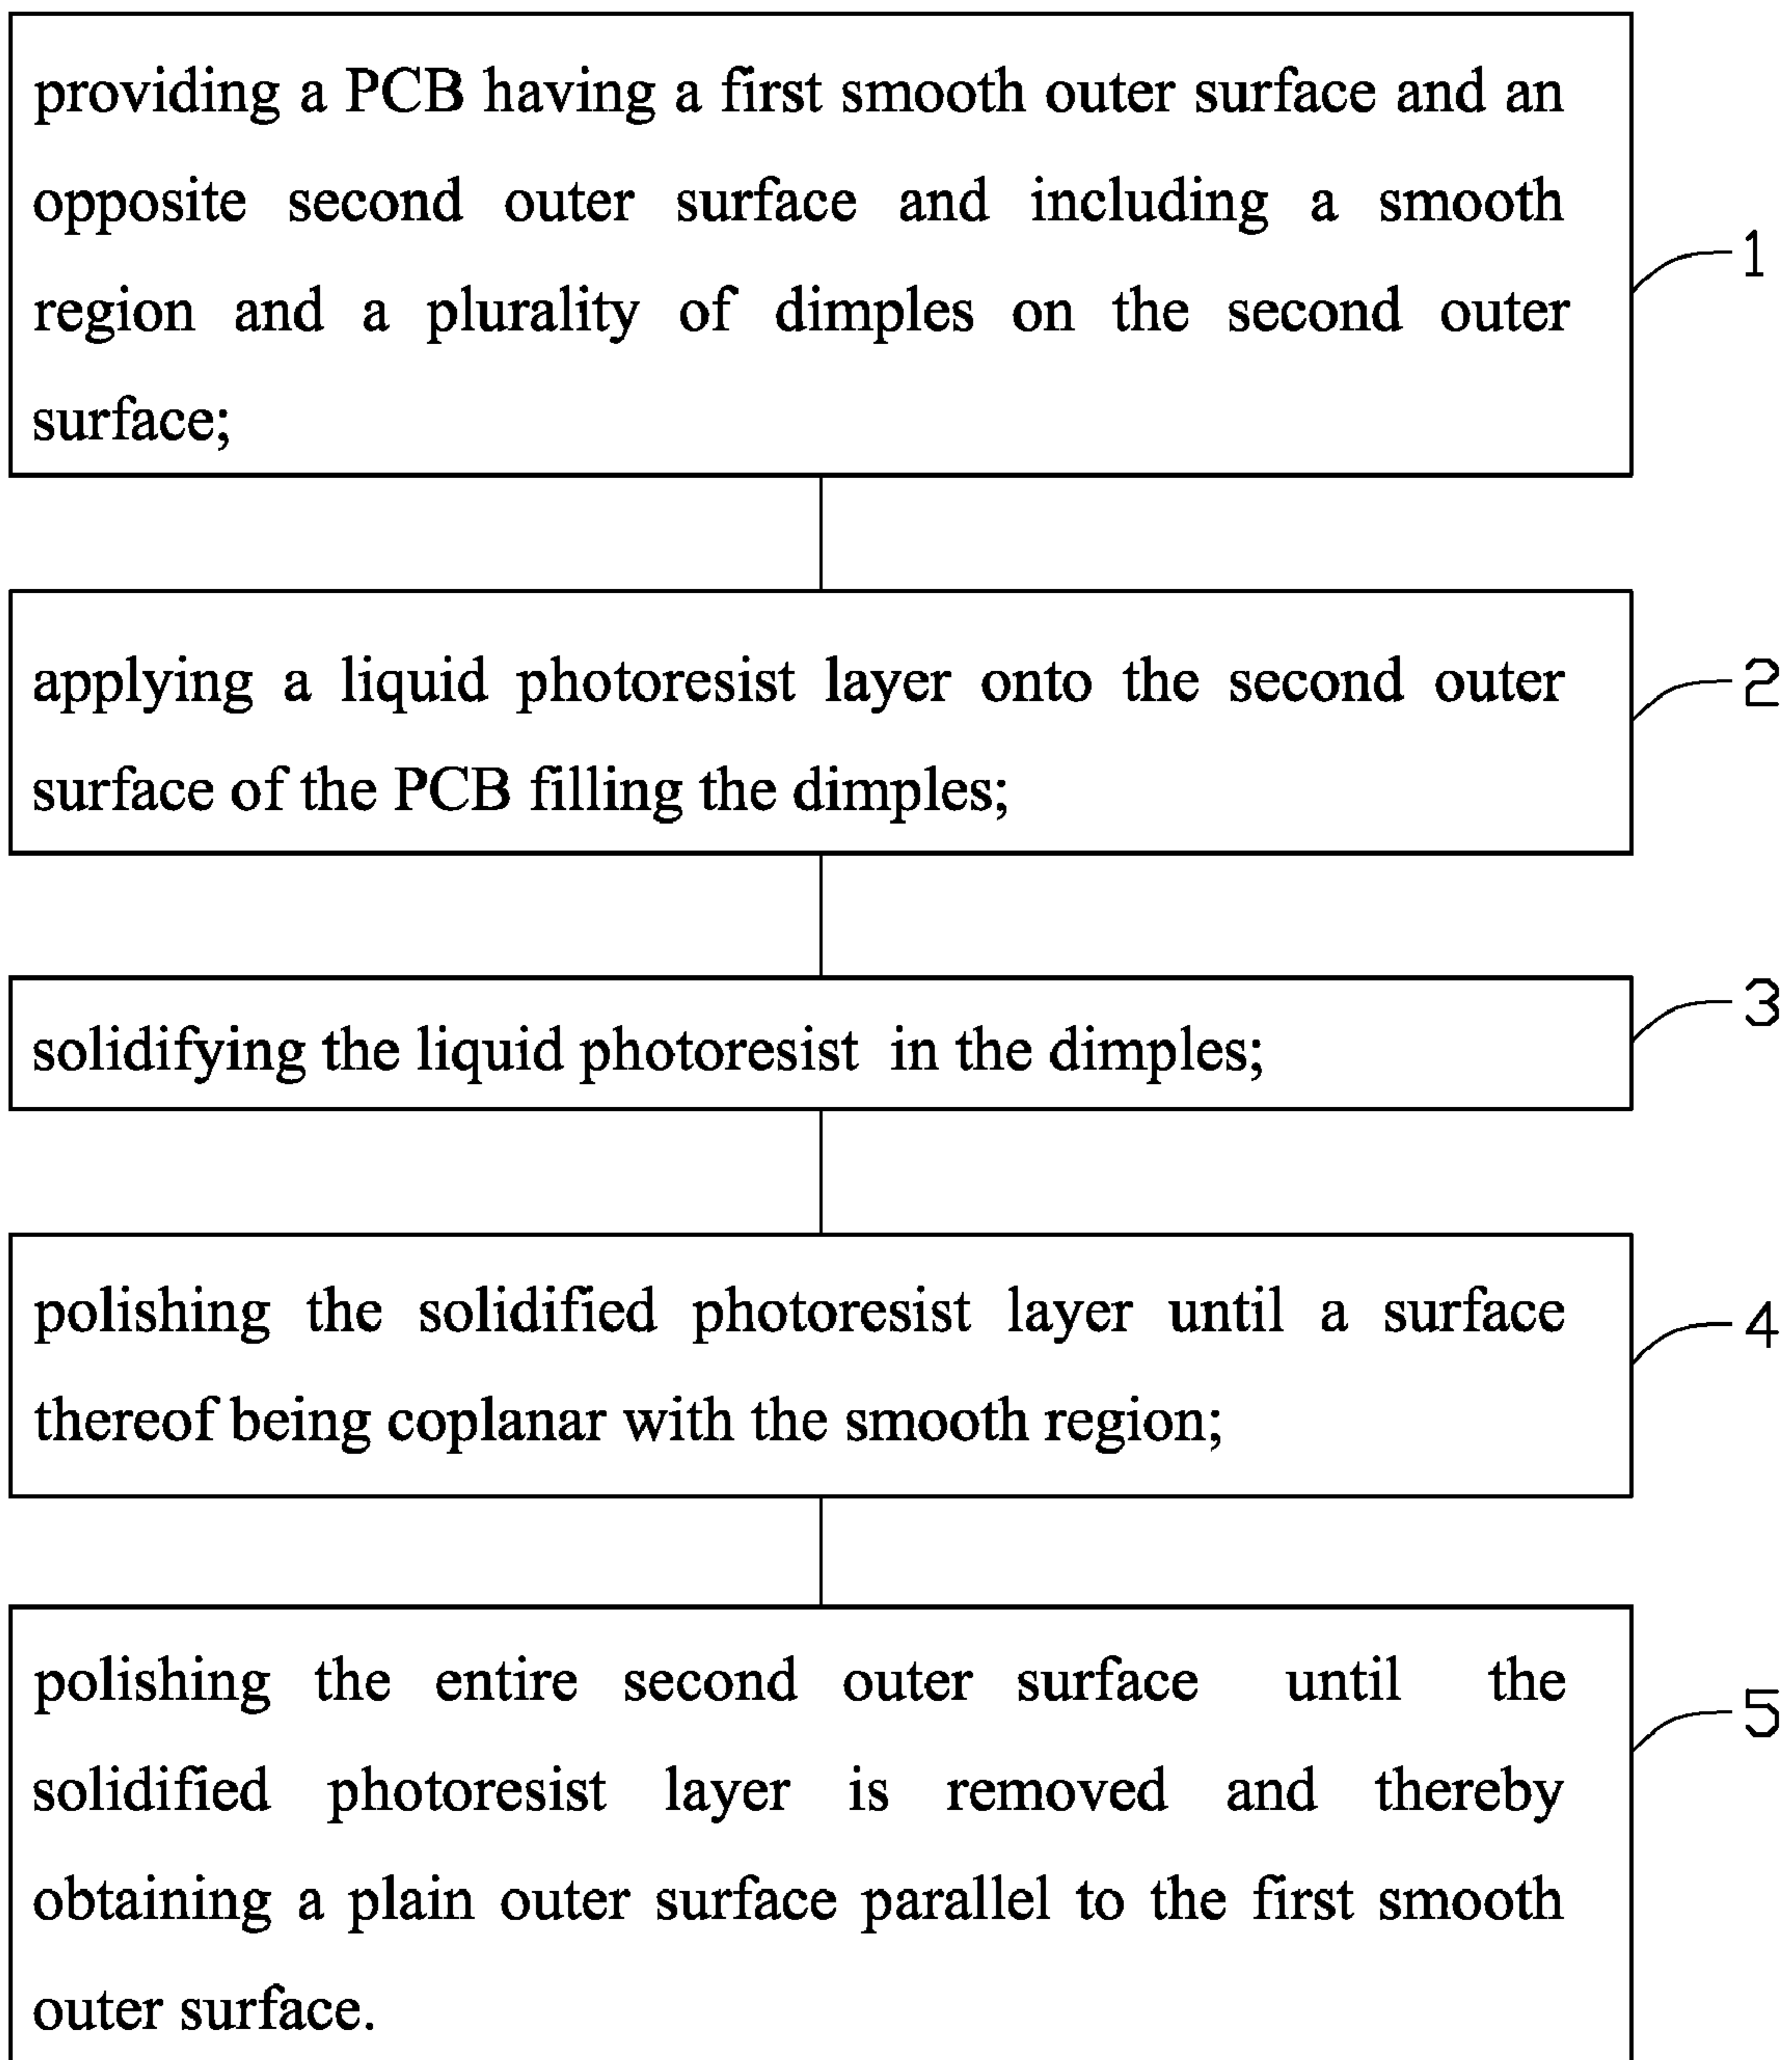 providing a PCB having a first smooth outer surface and an
opposite second outer surface and including a smooth
region and a plurality of dimples on the second outer
surface;
1
applying a liquid photoresist layer onto the second outer
surface of the PCB filling the dimples;
2
solidifying the liquid photoresist in the dimples;
3
polishing the solidified photoresist layer until a surface
thereof being coplanar with the smooth region;
4
polishing the entire second outer surface until the
solidified photoresist layer is removed and thereby
obtaining a plain outer surface parallel to the first smooth
outer surface.
5